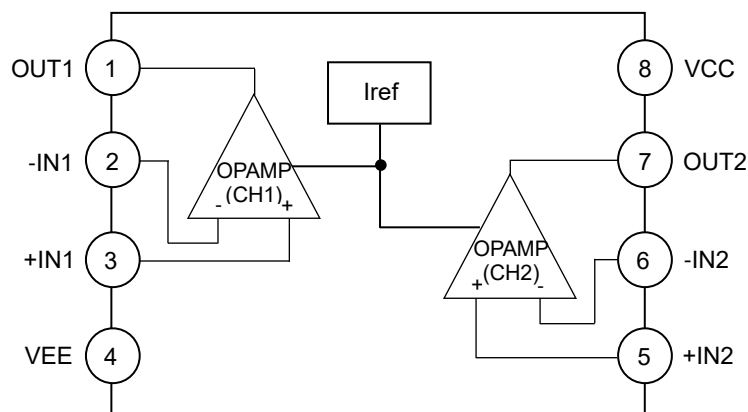 OUT1
1
-IN1
2
+IN1
3
VEE
4
OPAMP
(CH1)
-
+
Iref
OPAMP
(CH2)
+
-
8
VCC
7
OUT2
6
-IN2
5
+IN2